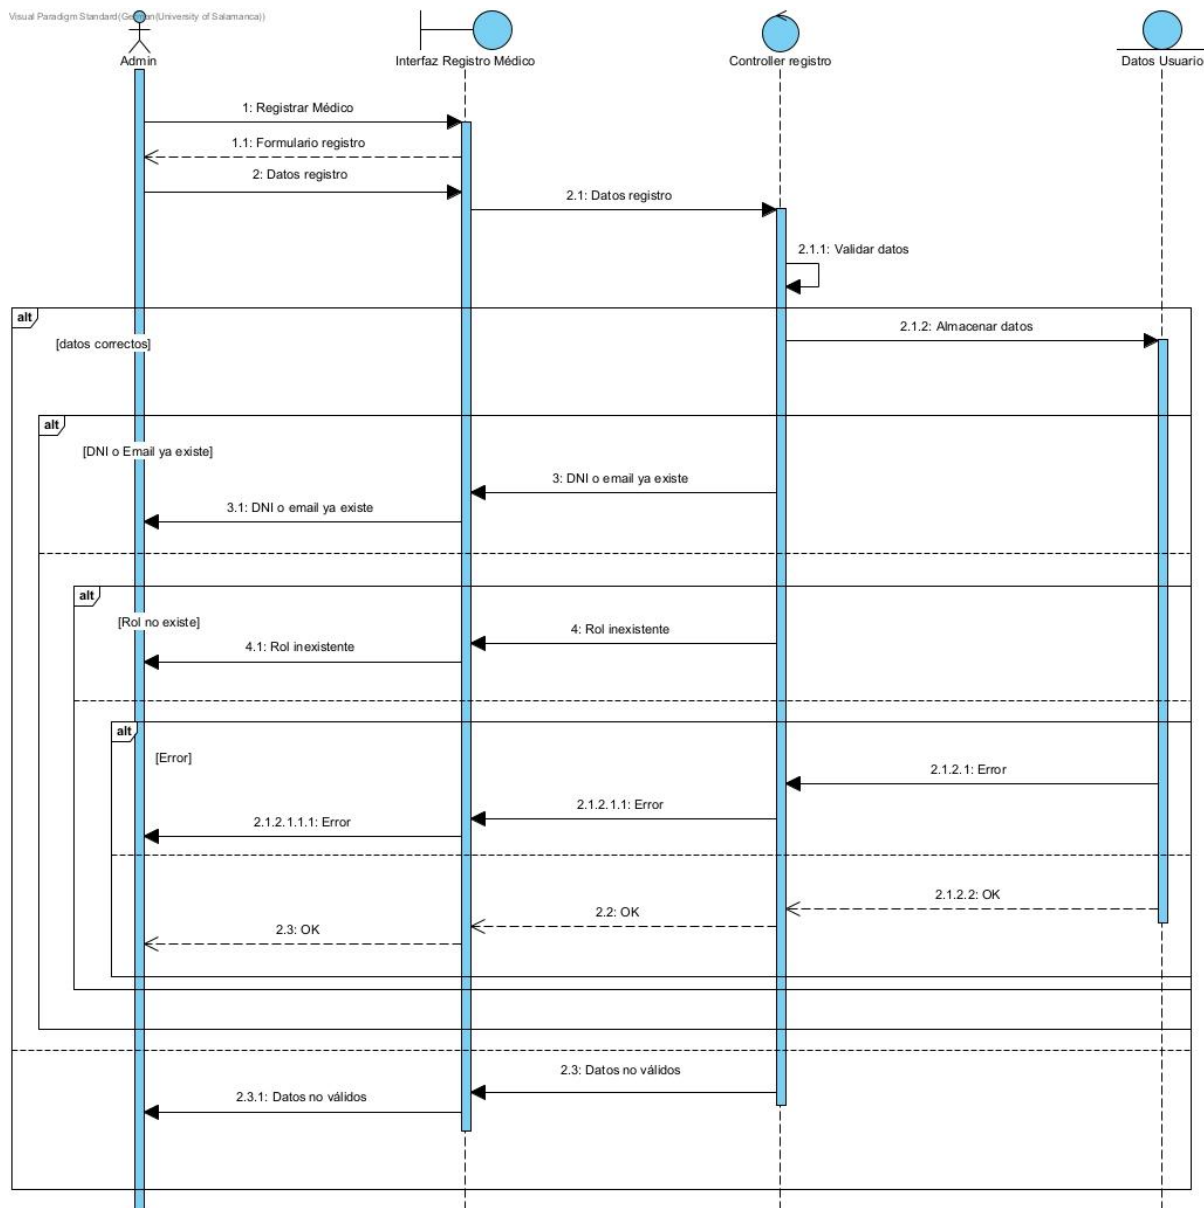 Visual Paradigm Standard(German(University of Salamanca))
Admin
Interfaz Registro Médico
Controller registro
Datos Usuario
1: Registrar Médico
1.1: Formulario registro
2: Datos registro
2.1: Datos registro
2.1.1: Validar datos
alt
2.1.2: Almacenar datos
[datos correctos]
alt
[DNI o Email ya existe]
3: DNI o email ya existe
3.1: DNI o email ya existe
alt
[Rol no existe]
4: Rol inexistente
4.1: Rol inexistente
alt
[Error]
2.1.2.1: Error
2.1.2.1.1: Error
2.1.2.1.1.1: Error
2.1.2.2: OK
2.2: OK
2.3: OK
2.3: Datos no válidos
2.3.1: Datos no válidos